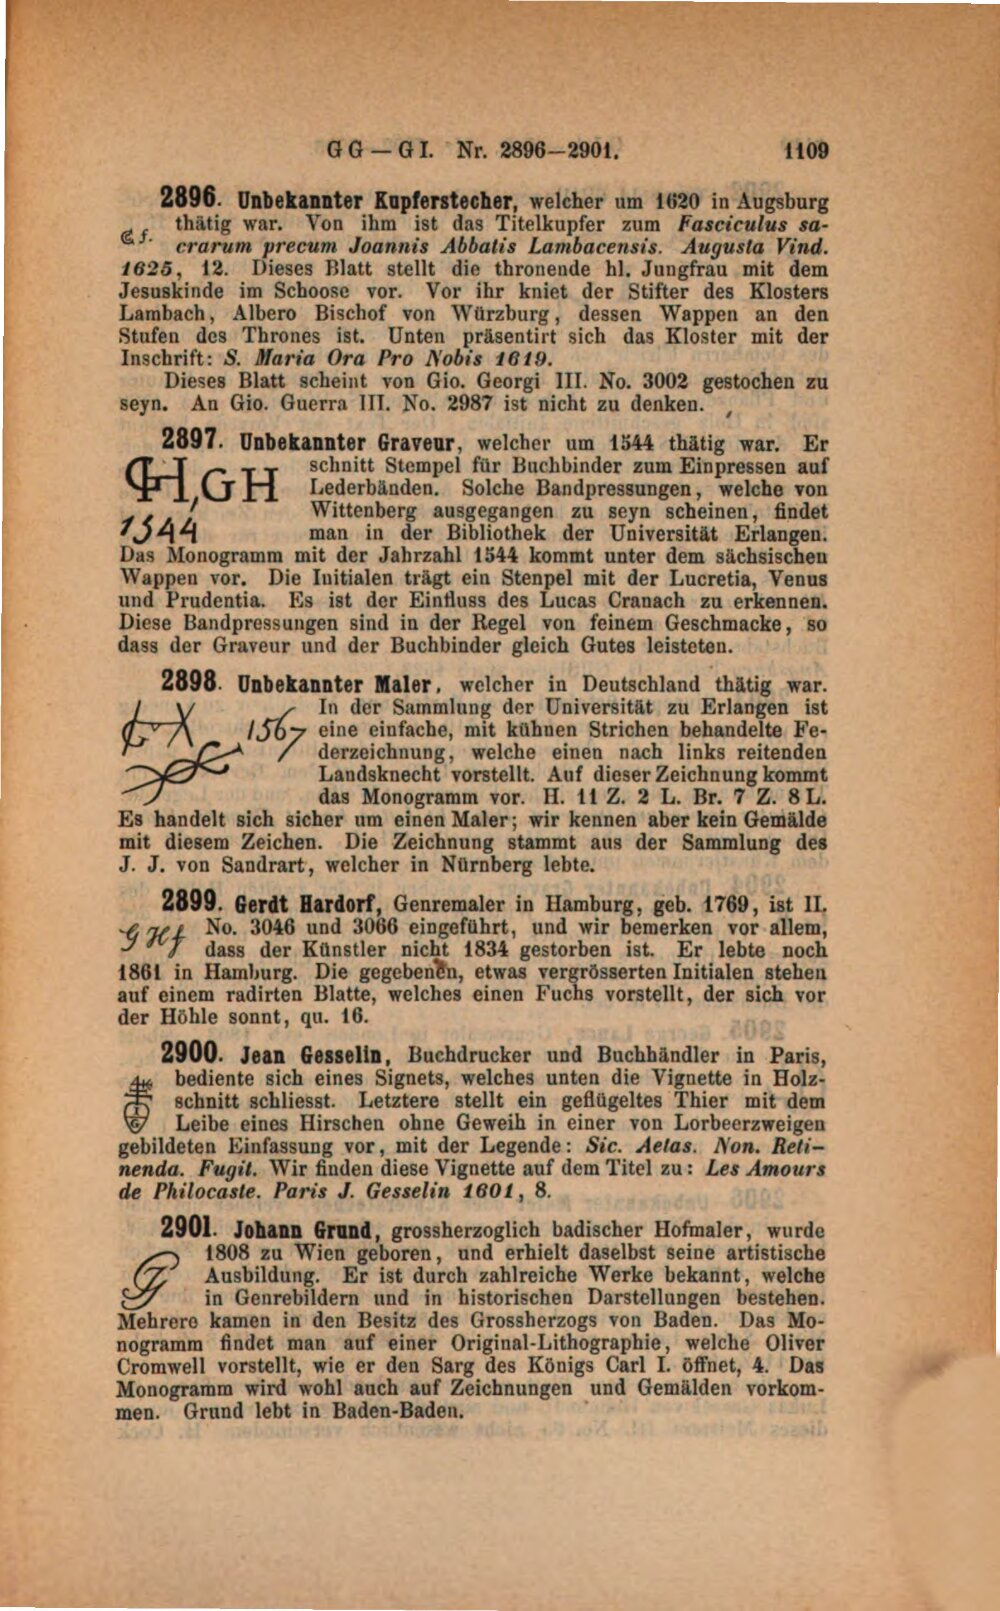 GG — GI. Nr. 2896—2901. 1109
2896. Unbekannter Kupferstecher, welcher um 1620 in Augsburg
thätig war. Von ihm ist das Titelkupfer zum Fasciculus sa-
G f. crarum precum Joannis Abbatis Lambacensis. Augusta Vind.
1625, 12. Dieses Blatt stellt die thronende hl. Jungfrau mit dem
Jesuskinde im Schoose vor. Vor ihr kniet der Stifter des Klosters
Lambach, Albero Bischof von Würzburg, dessen Wappen an den
Stufen des Thrones ist. Unten präsentirt sich das Kloster mit der
Inschrift: S. Maria Ora Pro Nobis 1619.
Dieses Blatt scheint von Gio. Georgi III. No. 3002 gestochen zu
seyn. An Gio. Guerra III. No. 2987 ist nicht zu denken.
2897. Unbekannter Graveur, welcher um 1544 thätig war. Er
schnitt Stempel für Buchbinder zum Einpressen auf
GH, GH Lederbänden. Solche Bandpressungen, welche von
Wittenberg ausgegangen zu seyn scheinen, findet
1544 man in der Bibliothek der Universität Erlangen.
Das Monogramm mit der Jahrzahl 1544 kommt unter dem sächsischen
Wappen vor. Die Initialen trägt ein Stenpel mit der Lucretia, Venus
und Prudentia. Es ist der Einfluss des Lucas Cranach zu erkennen.
Diese Bandpressungen sind in der Regel von feinem Geschmacke, so
dass der Graveur und der Buchbinder gleich Gutes leisteten.
2898. Unbekannter Maler, welcher in Deutschland thätig war.
In der Sammlung der Universität zu Erlangen ist
1567 eine einfache, mit kühnen Strichen behandelte Fe-
derzeichnung, welche einen nach links reitenden
Landsknecht vorstellt. Auf dieser Zeichnung kommt
das Monogramm vor. H. 11 Z. 2 L. Br. 7 Z. 8 L.
Es handelt sich sicher um einen Maler; wir kennen aber kein Gemälde
mit diesem Zeichen. Die Zeichnung stammt aus der Sammlung des
J. J. von Sandrart, welcher in Nürnberg lebte.
2899. Gerdt Hardorf, Genremaler in Hamburg, geb. 1769, ist II.
G Hf No. 3046 und 3066 eingeführt, und wir bemerken vor allem,
dass der Künstler nicht 1834 gestorben ist. Er lebte noch
1861 in Hamburg. Die gegebenen, etwas vergrösserten Initialen stehen
auf einem radirten Blatte, welches einen Fuchs vorstellt, der sich vor
der Höhle sonnt, qu. 16.
2900. Jean Gesselin, Buchdrucker und Buchhändler in Paris,
bediente sich eines Signets, welches unten die Vignette in Holz-
schnitt schliesst. Letztere stellt ein geflügeltes Thier mit dem
Leibe eines Hirschen ohne Geweih in einer von Lorbeerzweigen
gebildeten Einfassung vor, mit der Legende: Sic. Aetas. Non. Reti-
nenda. Fugit. Wir finden diese Vignette auf dem Titel zu: Les Amours
de Philocaste. Paris J. Gesselin 1601, 8.
2901. Johann Grund, grossherzoglich badischer Hofmaler, wurde
1808 zu Wien geboren, und erhielt daselbst seine artistische
Ausbildung. Er ist durch zahlreiche Werke bekannt, welche
in Genrebildern und in historischen Darstellungen bestehen.
Mehrere kamen in den Besitz des Grossherzogs von Baden. Das Mo-
nogramm findet man auf einer Original-Lithographie, welche Oliver
Cromwell vorstellt, wie er den Sarg des Königs Carl I. öffnet, 4. Das
Monogramm wird wohl auch auf Zeichnungen und Gemälden vorkom-
men. Grund lebt in Baden-Baden.